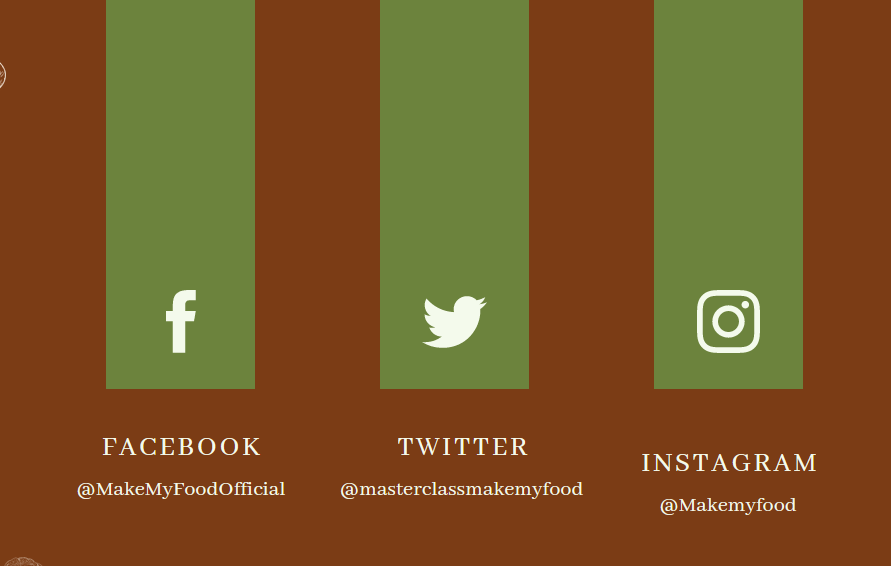 FACEBOOK
@MakeMyFoodOfficial
TWITTER
@masterclassmakemyfood
INSTAGRAM
@Makemyfood